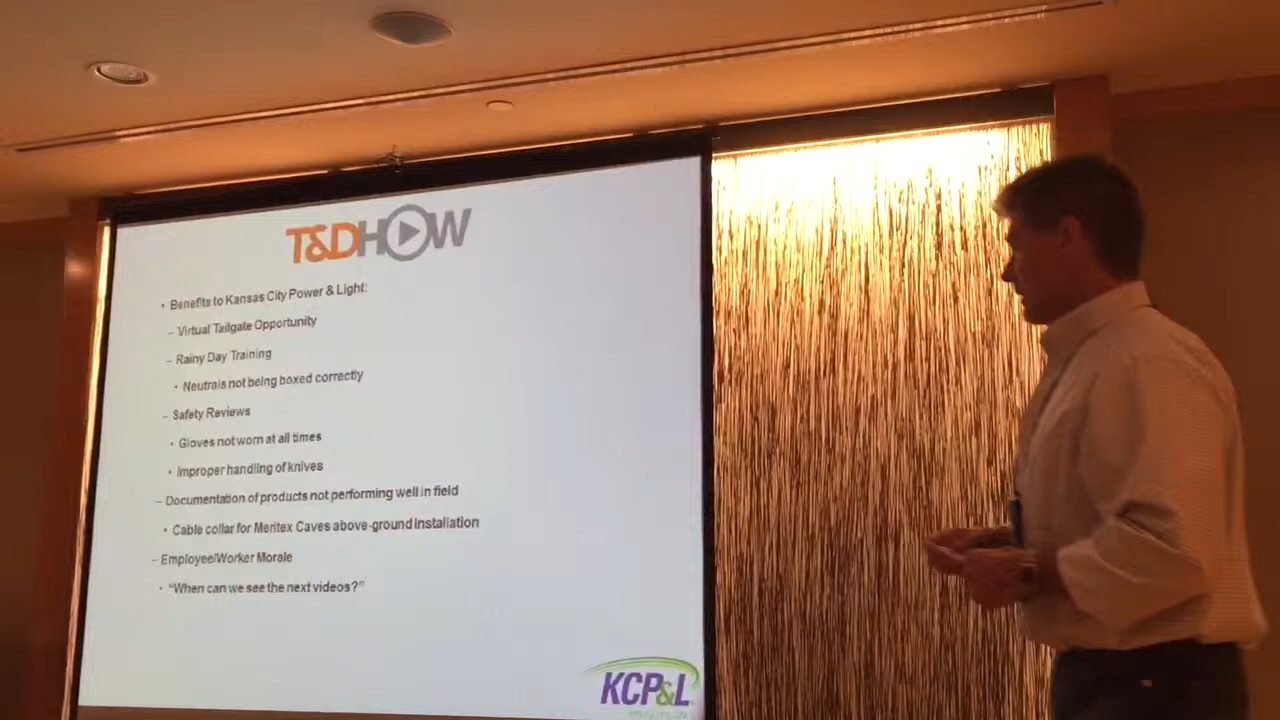 T&DHOW
• Benefits to Kansas City Power & Light:
– Virtual Tailgate Opportunity
– Rainy Day Training
• Neutrals not being boxed correctly
– Safety Reviews
• Gloves not worn at all times
• Improper handling of knives
– Documentation of products not performing well in field
• Cable collar for Meritex Caves above-ground installation
– Employee/Worker Morale
• "When can we see the next videos?"
KCP&L